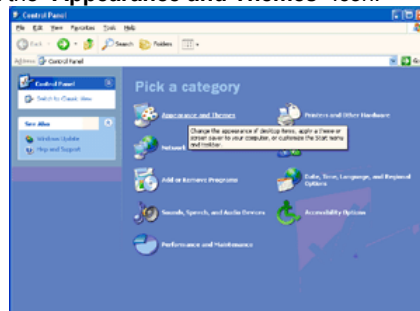 the "Appearance and Themes" icon.
Control Panel
File Edit View Favorites Tools Help
Back Search Folders
Address Control Panel Go
Control Panel
Switch to Classic View
See Also
Windows Update
Help and Support
Pick a category
Appearance and Themes
Printers and Other Hardware
Change the appearance of desktop items, apply a theme or screen saver to your computer, or customize the Start menu and taskbar.
Network
Add or Remove Programs
Date, Time, Language, and Regional Options
Sounds, Speech, and Audio Devices
Accessibility Options
Performance and Maintenance